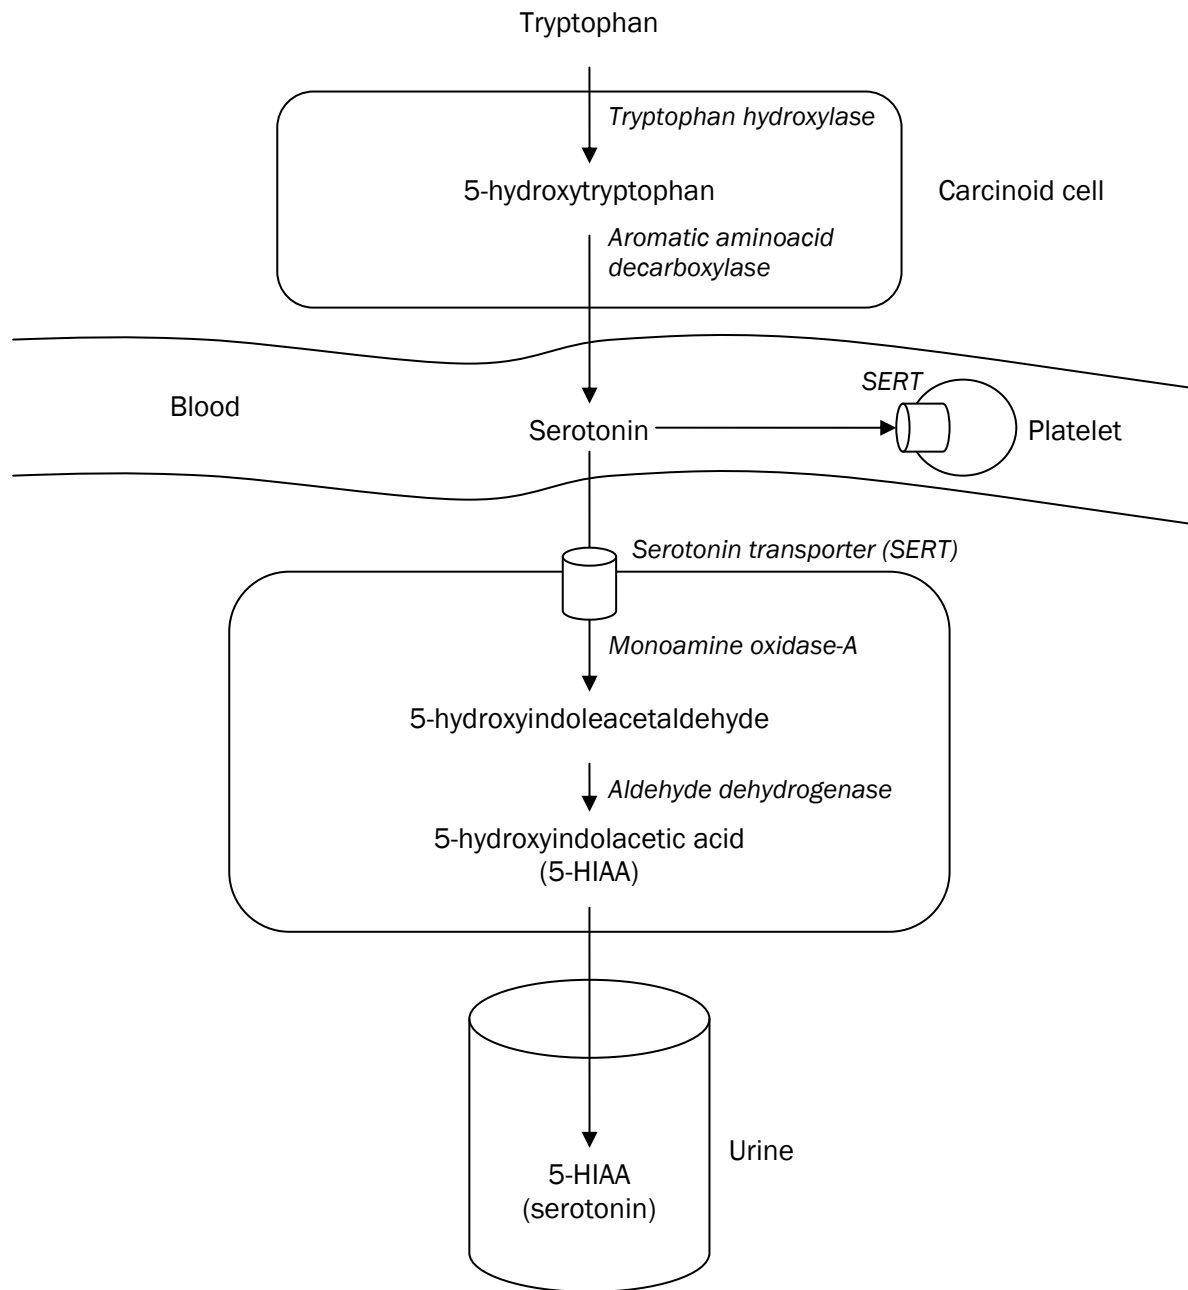 Tryptophan
Tryptophan hydroxylase
5-hydroxytryptophan
Carcinoid cell
Aromatic aminoacid
decarboxylase
SERT
Blood
Serotonin
Platelet
Serotonin transporter (SERT)
Monoamine oxidase-A
5-hydroxyindoleacetaldehyde
Aldehyde dehydrogenase
5-hydroxyindolacetic acid
(5-HIAA)
Urine
5-HIAA
(serotonin)